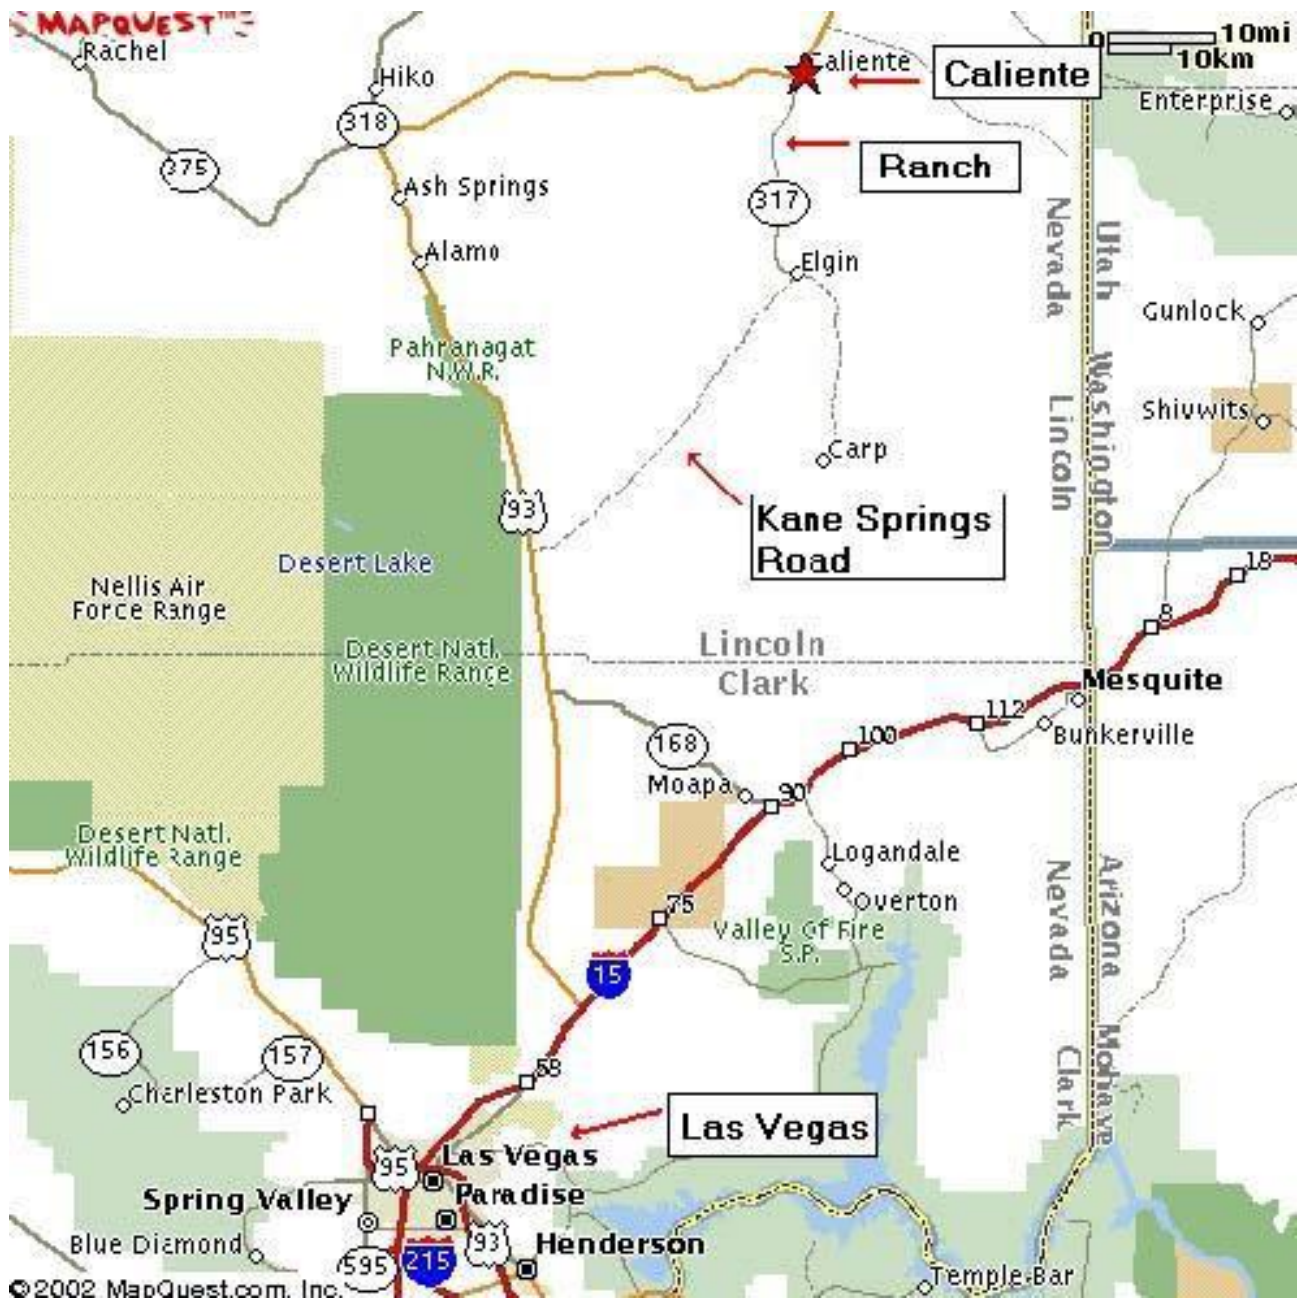 MAPQUEST™
Rachel
Hiko
Caliente
Caliente
0 10mi
10km
Enterprise
318
375
Ranch
Ash Springs
317
Alamo
Elgin
Nevada
Utah
Gunlock
Pahranagat
N.W.R.
Lincoln
Washington
Shivwits
Carp
93
Kane Springs
Road
Desert Lake
Nellis Air
Force Range
18
8
Desert Natl.
Wildlife Range
Lincoln
Clark
Mesquite
112
100
Bunkerville
168
Moapa
90
Desert Natl.
Wildlife Range
Logandale
Overton
75
Valley Of Fire
S.P.
Nevada
Arizona
95
15
156
157
58
Clark
Mohave
Charleston Park
Las Vegas
95
Las Vegas
Paradise
Spring Valley
Blue Diamond
595
215
93
Henderson
Temple Bar
©2002 MapQuest.com, Inc.